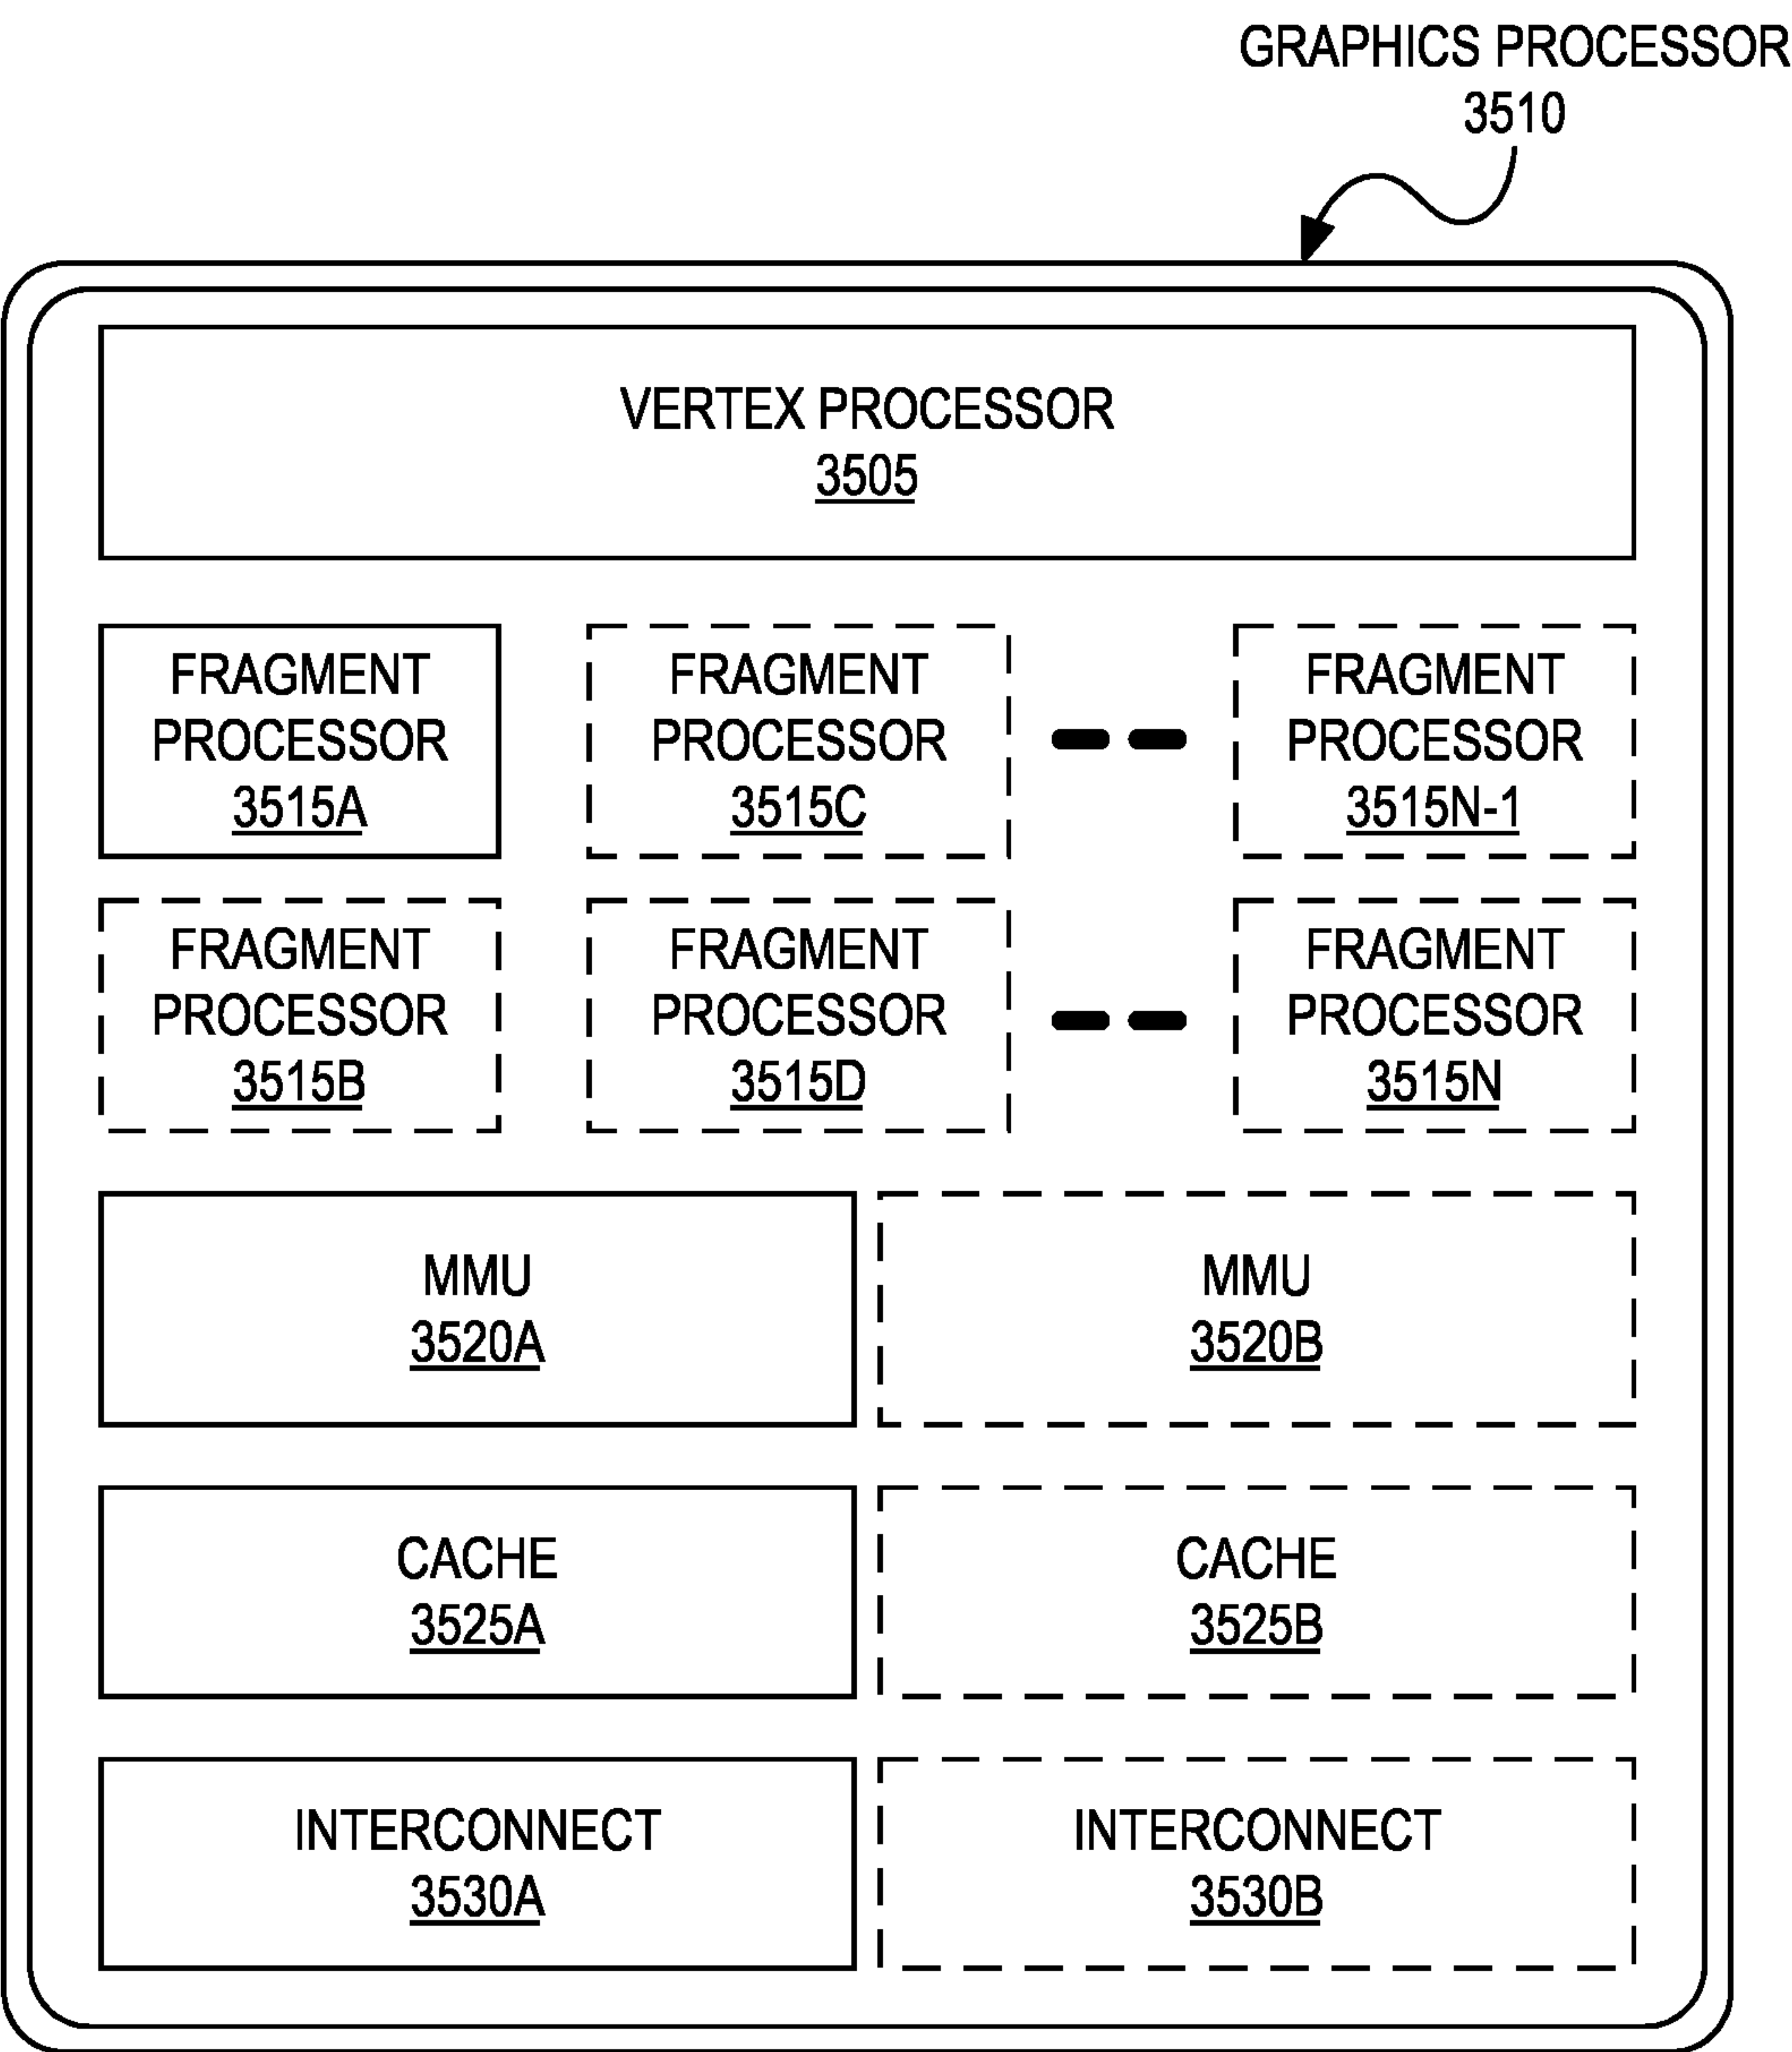 GRAPHICS PROCESSOR
3510
VERTEX PROCESSOR
3505
FRAGMENT
PROCESSOR
3515A
FRAGMENT
PROCESSOR
3515C
FRAGMENT
PROCESSOR
3515N-1
FRAGMENT
PROCESSOR
3515B
FRAGMENT
PROCESSOR
3515D
FRAGMENT
PROCESSOR
3515N
MMU
3520A
MMU
3520B
CACHE
3525A
CACHE
3525B
INTERCONNECT
3530A
INTERCONNECT
3530B